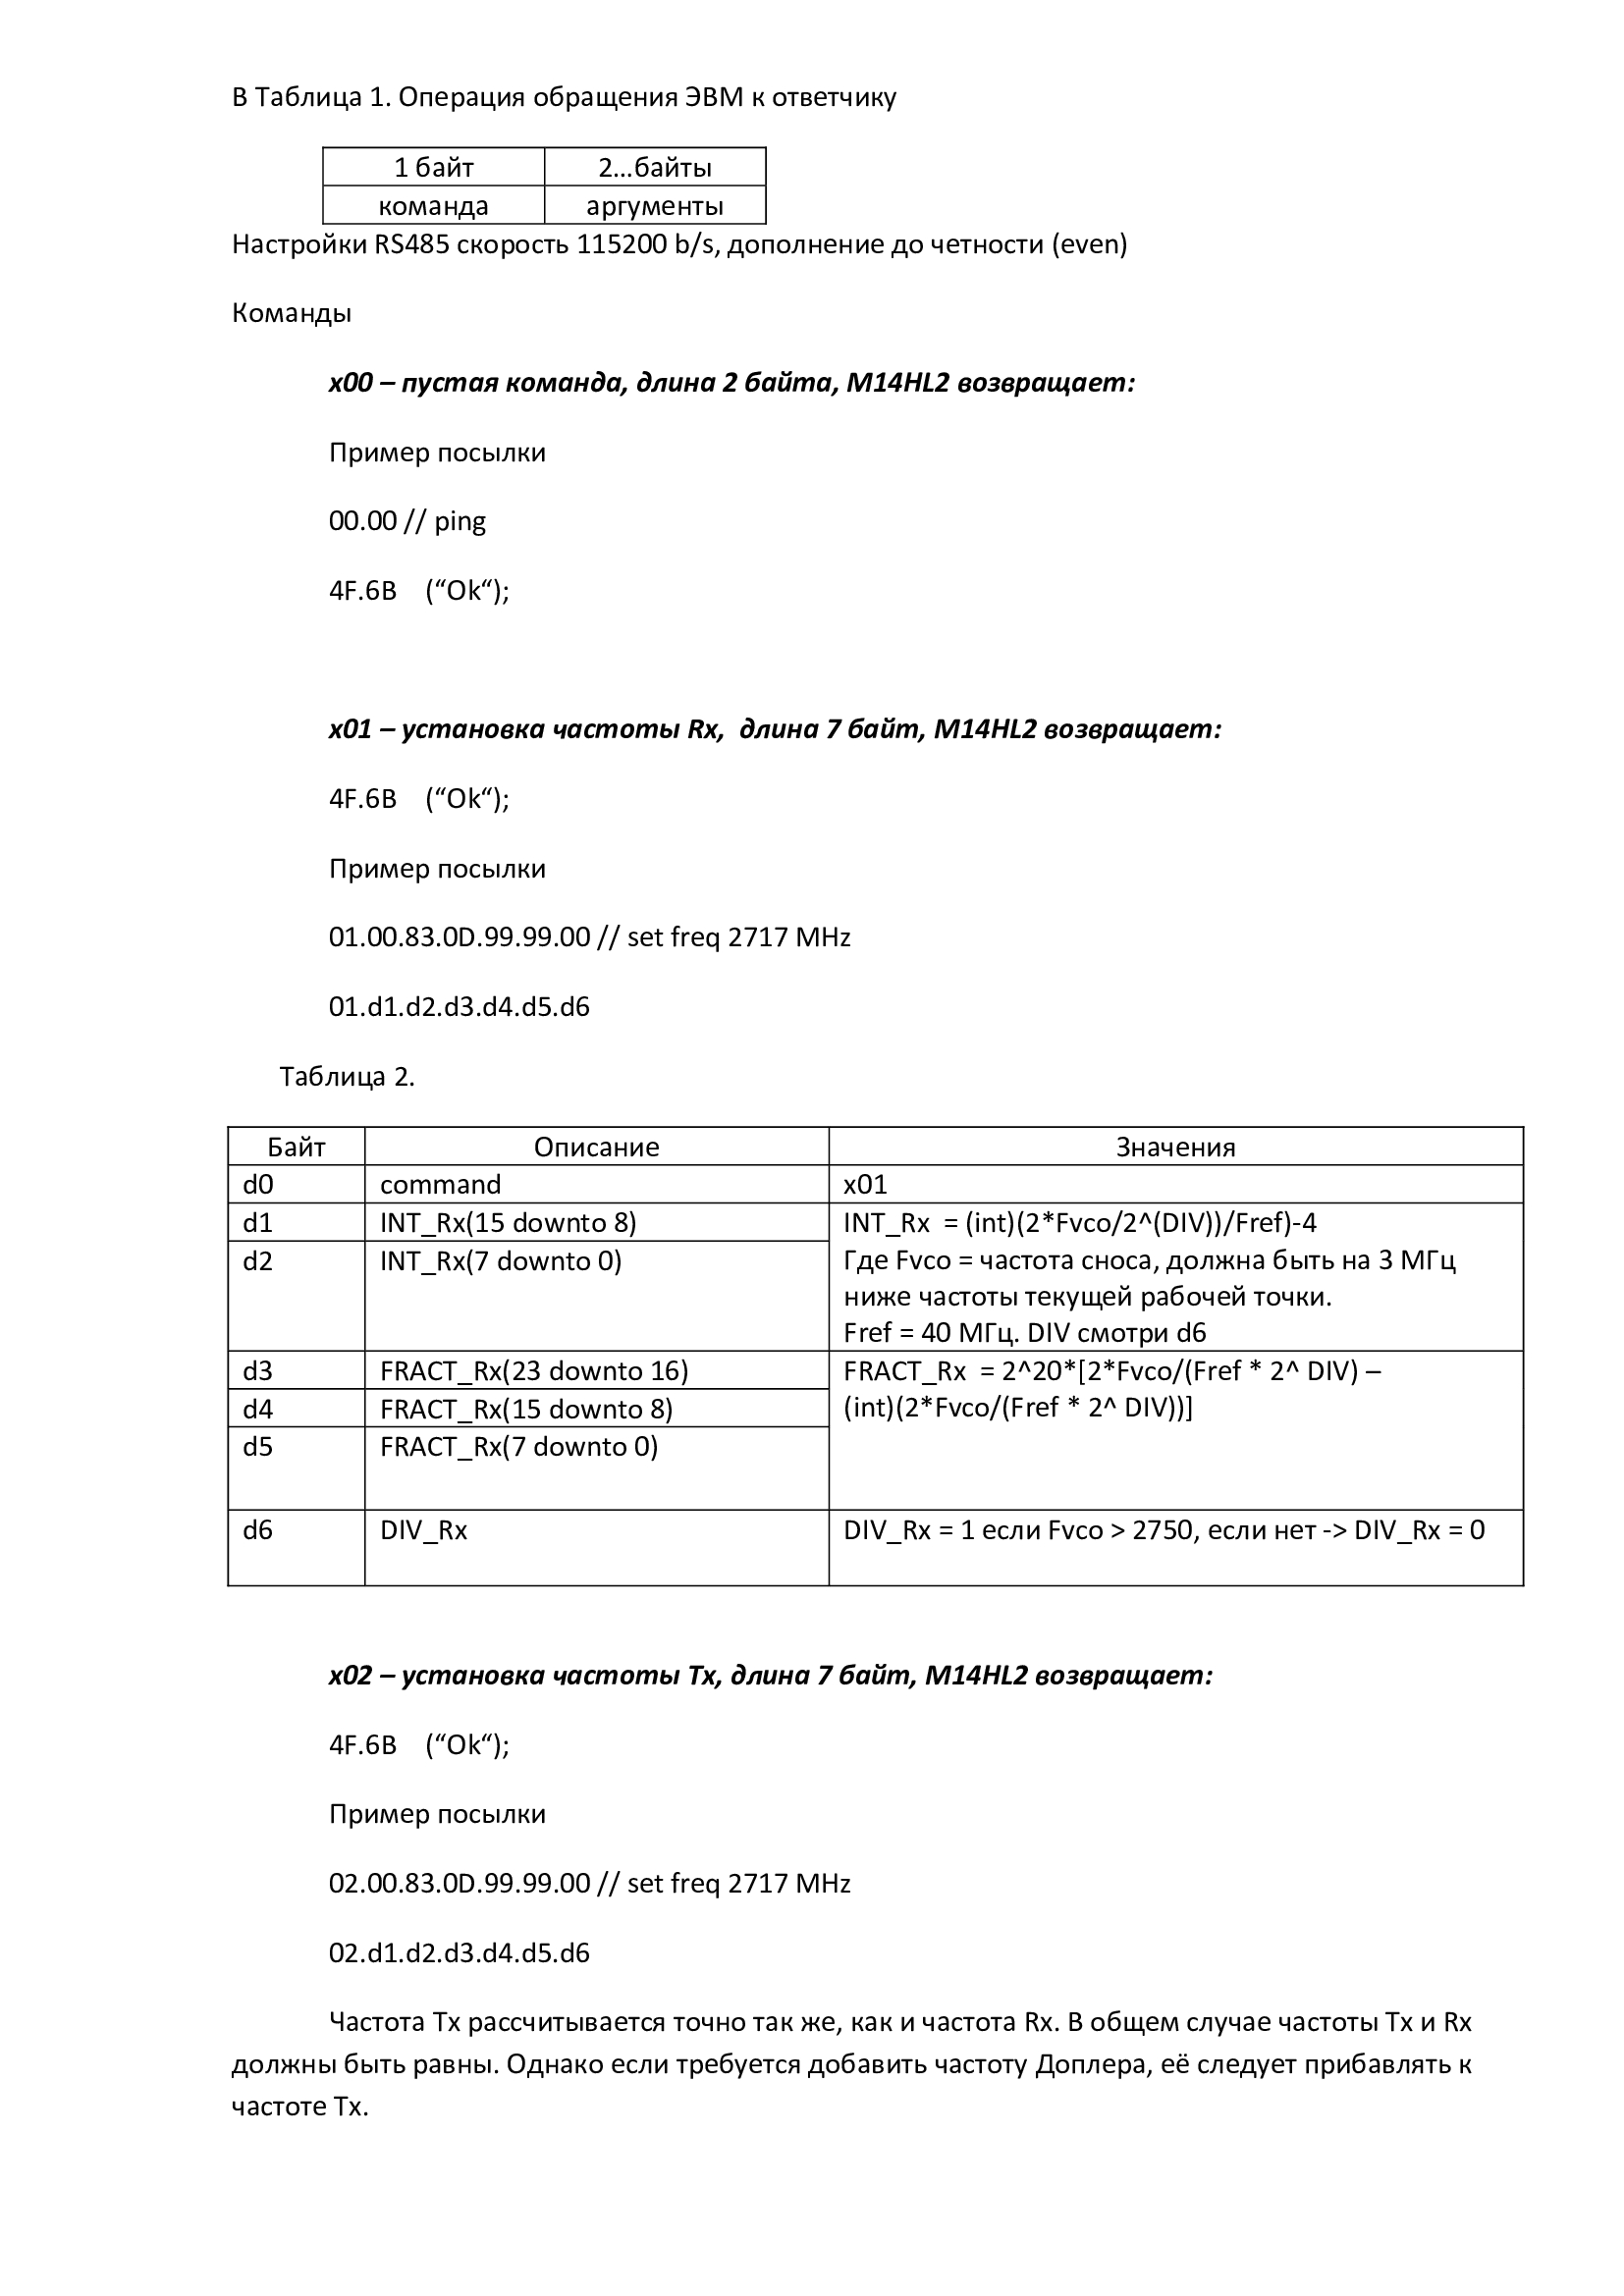 В Таблица 1. Операция обращения ЭВМ к ответчику
1 байт 2...байты
команда аргументы
Настройки RS485 скорость 115200 b/s, дополнение до четности (even)
Команды
x00 – пустая команда, длина 2 байта, M14HL2 возвращает:
Пример посылки
00.00 // ping
4F.6B (“Ok“);
x01 – установка частоты Rx, длина 7 байт, M14HL2 возвращает:
4F.6B (“Ok“);
Пример посылки
01.00.83.0D.99.99.00 // set freq 2717 MHz
01.d1.d2.d3.d4.d5.d6
Таблица 2.
Байт Описание Значения
d0 command x01
d1 INT_Rx(15 downto 8) INT_Rx = (int)(2*Fvco/2^(DIV))/Fref)-4
d2 INT_Rx(7 downto 0) Где Fvco = частота сноса, должна быть на 3 МГц
ниже частоты текущей рабочей точки.
Fref = 40 МГц. DIV смотри d6
d3 FRACT_Rx(23 downto 16) FRACT_Rx = 2^20*[2*Fvco/(Fref * 2^ DIV) –
d4 FRACT_Rx(15 downto 8) (int)(2*Fvco/(Fref * 2^ DIV))]
d5 FRACT_Rx(7 downto 0)
d6 DIV_Rx DIV_Rx = 1 если Fvco > 2750, если нет -> DIV_Rx = 0
x02 – установка частоты Tx, длина 7 байт, M14HL2 возвращает:
4F.6B (“Ok“);
Пример посылки
02.00.83.0D.99.99.00 // set freq 2717 MHz
02.d1.d2.d3.d4.d5.d6
Частота Tx рассчитывается точно так же, как и частота Rx. В общем случае частоты Tx и Rx
должны быть равны. Однако если требуется добавить частоту Доплера, её следует прибавлять к
частоте Tx.